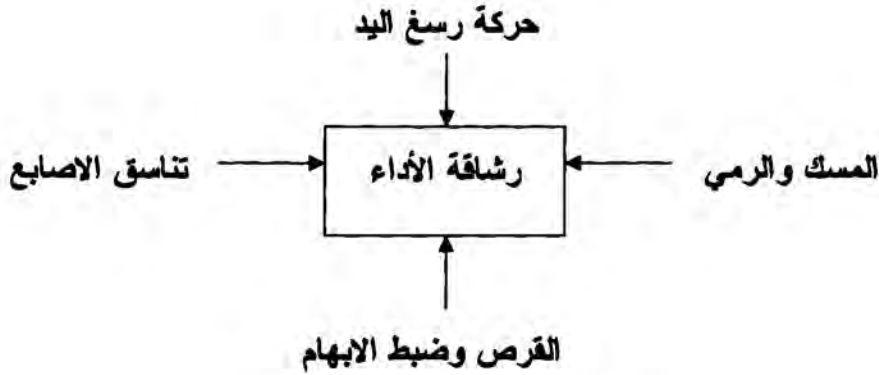 حركة رسغ اليد
المسك والرمي
رشاقة الأداء
تناسق الاصابع
القرص وضبط الابهام